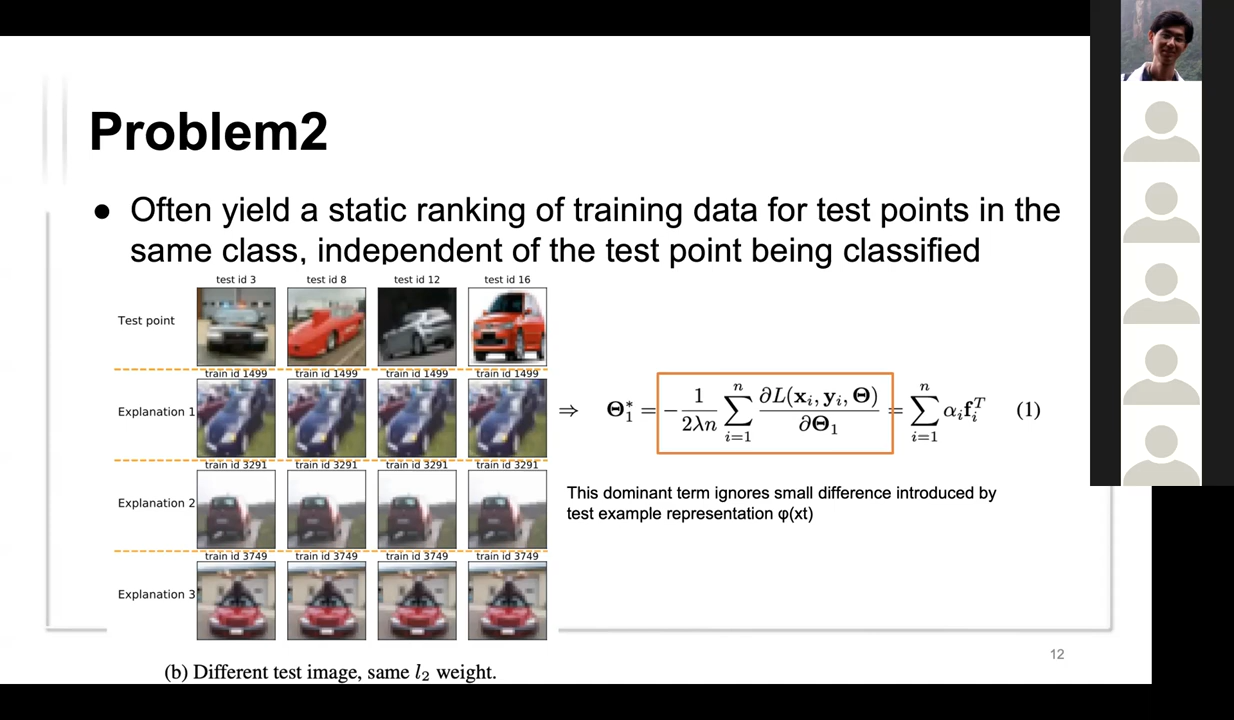 Problem2
● Often yield a static ranking of training data for test points in the
same class, independent of the test point being classified
test id 3 test id 8 test id 12 test id 16
Test point
train id 1499 train id 1499 train id 1499 train id 1499
Explanation 1
train id 3291 train id 3291 train id 3291 train id 3291
Explanation 2
train id 3749 train id 3749 train id 3749 train id 3749
Explanation 3
(b) Different test image, same l₂ weight.
⇒ Θ₁* = −1/(2λn) ∑ᵢ₌₁ⁿ ∂L(xᵢ, yᵢ, Θ)/∂Θ₁ = ∑ᵢ₌₁ⁿ αᵢfᵢᵀ (1)
This dominant term ignores small difference introduced by
test example representation φ(xt)
12